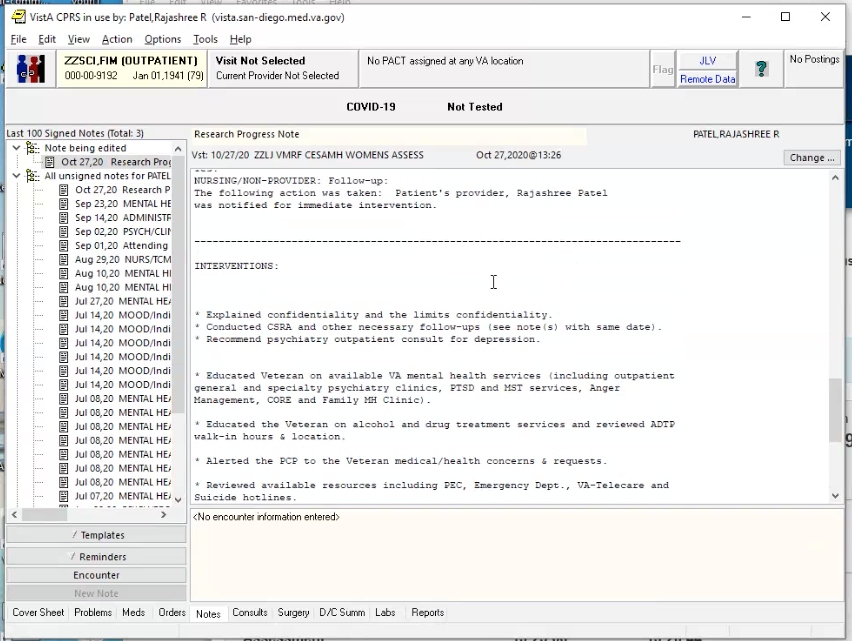 VistA CPRS in use by: Patel,Rajashree R (vista.san-diego.med.va.gov)
File Edit View Action Options Tools Help
ZZSCI,FIM (OUTPATIENT)
000-00-9192 Jan 01,1941 (79)
Visit Not Selected
Current Provider Not Selected
No PACT assigned at any VA location
Flag
JLV
Remote Data
?
No Postings
COVID-19 Not Tested
Last 100 Signed Notes (Total: 3)
Note being edited
Oct 27,20 Research Prog
All unsigned notes for PATEL
Oct 27,20 Research P
Sep 23,20 MENTAL HE
Sep 14,20 ADMINISTR
Sep 02,20 PSYCH/CLIN
Sep 01,20 Attending
Aug 29,20 NURS/TCM
Aug 10,20 MENTAL HE
Aug 10,20 MENTAL HE
Jul 27,20 MENTAL HEA
Jul 14,20 MOOD/Indi
Jul 14,20 MOOD/Indi
Jul 14,20 MOOD/Indi
Jul 14,20 MOOD/Indi
Jul 14,20 MOOD/Indi
Jul 14,20 MOOD/Indi
Jul 08,20 MENTAL HEA
Jul 08,20 MENTAL HEA
Jul 08,20 MENTAL HEA
Jul 08,20 MENTAL HEA
Jul 08,20 MENTAL HEA
Jul 08,20 MENTAL HEA
Jul 08,20 MENTAL HEA
Jul 07,20 MENTAL HEA
/ Templates
/ Reminders
Encounter
New Note
Research Progress Note PATEL,RAJASHREE R
Vst: 10/27/20 ZZLJ VMRF CESAMH WOMENS ASSESS Oct 27,2020@13:26
Change ...
NURSING/NON-PROVIDER: Follow-up:
The following action was taken: Patient's provider, Rajashree Patel
was notified for immediate intervention.
--------------------------------------------------------------------------------
INTERVENTIONS:
* Explained confidentiality and the limits confidentiality.
* Conducted CSRA and other necessary follow-ups (see note(s) with same date).
* Recommend psychiatry outpatient consult for depression.
* Educated Veteran on available VA mental health services (including outpatient
general and specialty psychiatry clinics, PTSD and MST services, Anger
Management, CORE and Family MH Clinic).
* Educated the Veteran on alcohol and drug treatment services and reviewed ADTP
walk-in hours & location.
* Alerted the PCP to the Veteran medical/health concerns & requests.
* Reviewed available resources including PEC, Emergency Dept., VA-Telecare and
Suicide hotlines.
<No encounter information entered>
Cover Sheet Problems Meds Orders Notes Consults Surgery D/C Summ Labs Reports